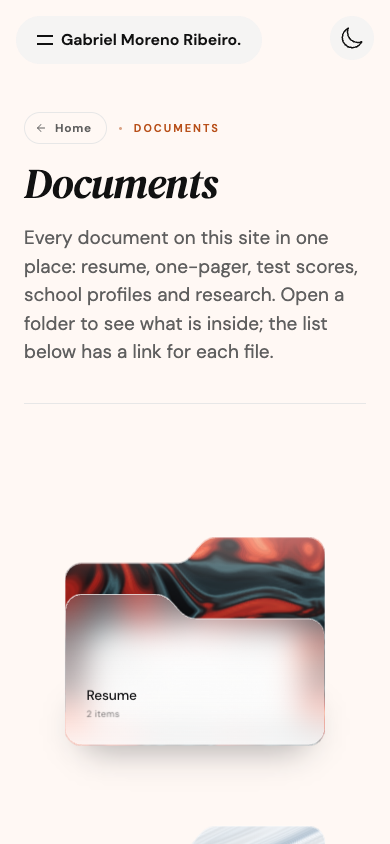 Gabriel Moreno Ribeiro.
← Home • DOCUMENTS
Documents
Every document on this site in one
place: resume, one-pager, test scores,
school profiles and research. Open a
folder to see what is inside; the list
below has a link for each file.
Resume
2 items